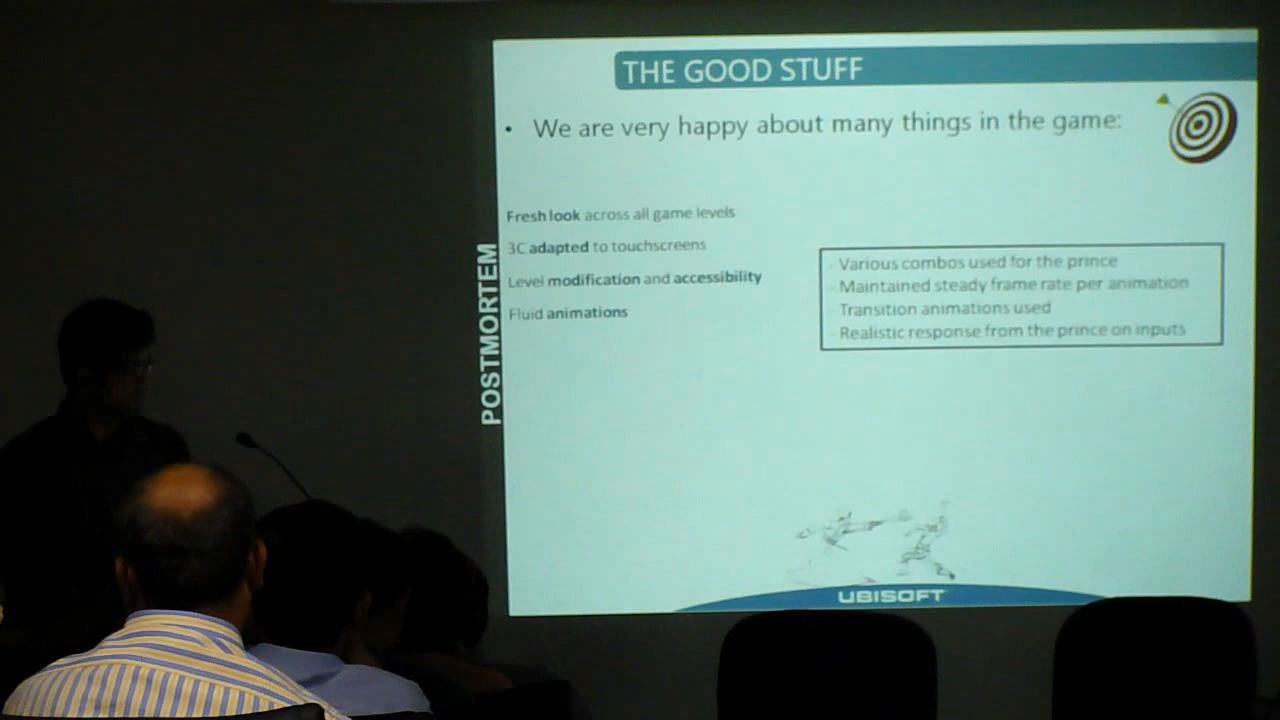 THE GOOD STUFF
• We are very happy about many things in the game:
Fresh look across all game levels
3C adapted to touchscreens
Level modification and accessibility
Fluid animations
- Various combos used for the prince
- Maintained steady frame rate per animation
- Transition animations used
- Realistic response from the prince on inputs
POSTMORTEM
UBISOFT